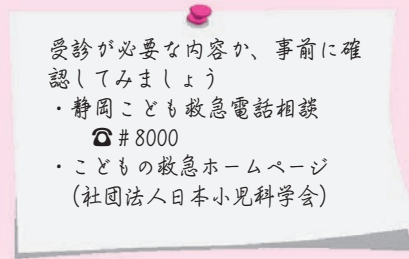 受診が必要な内容か、事前に確
認してみましょう
・静岡こども救急電話相談
☎#8000
・こどもの救急ホームページ
(社団法人日本小児科学会)